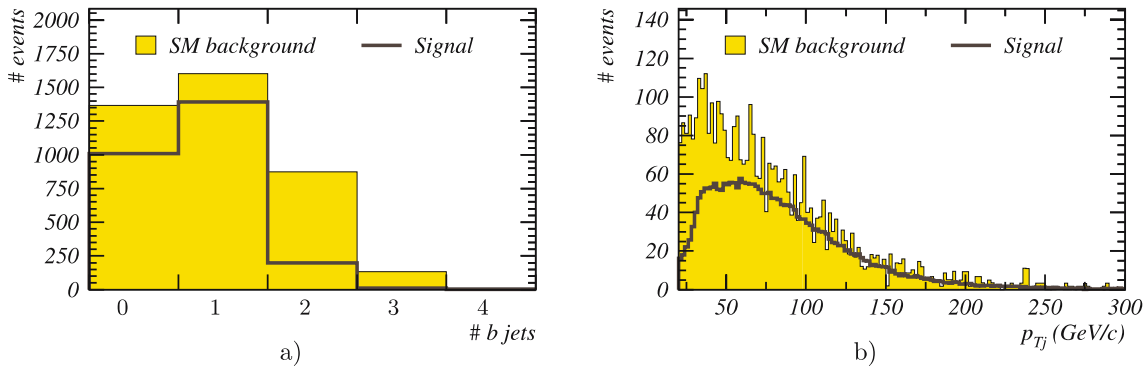 # events
2000
1750
1500
1250
1000
750
500
250
0
SM background
Signal
0 1 2 3 4
# b jets
a)
# events
140
120
100
80
60
40
20
0
SM background
Signal
50 100 150 200 250 300
p_Tj (GeV/c)
b)